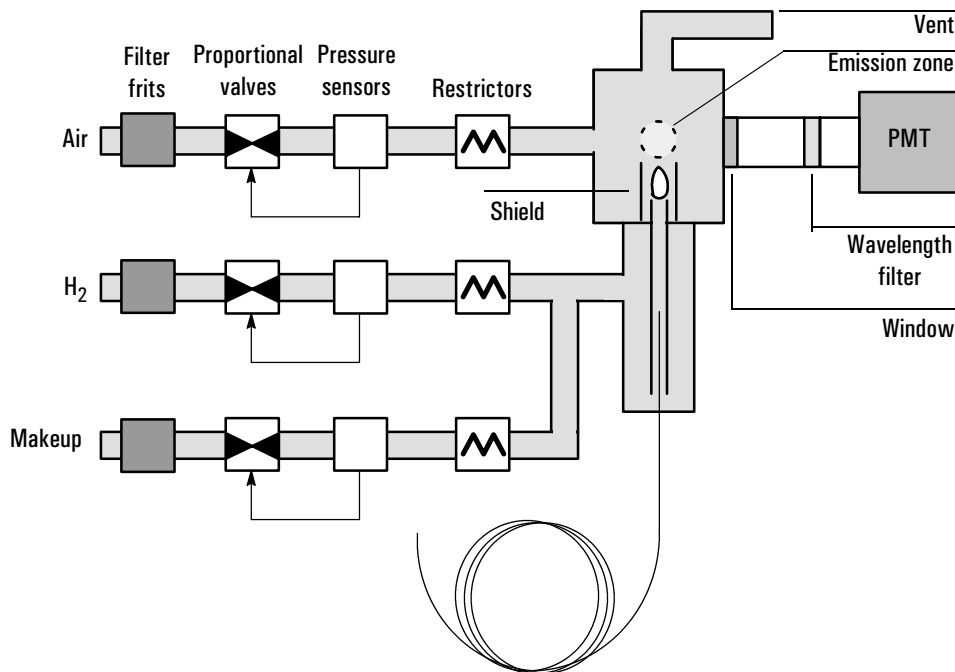 Vent
Filter
frits
Proportional
valves
Pressure
sensors
Restrictors
Emission zone
Air
PMT
Shield
Wavelength
filter
H2
Window
Makeup